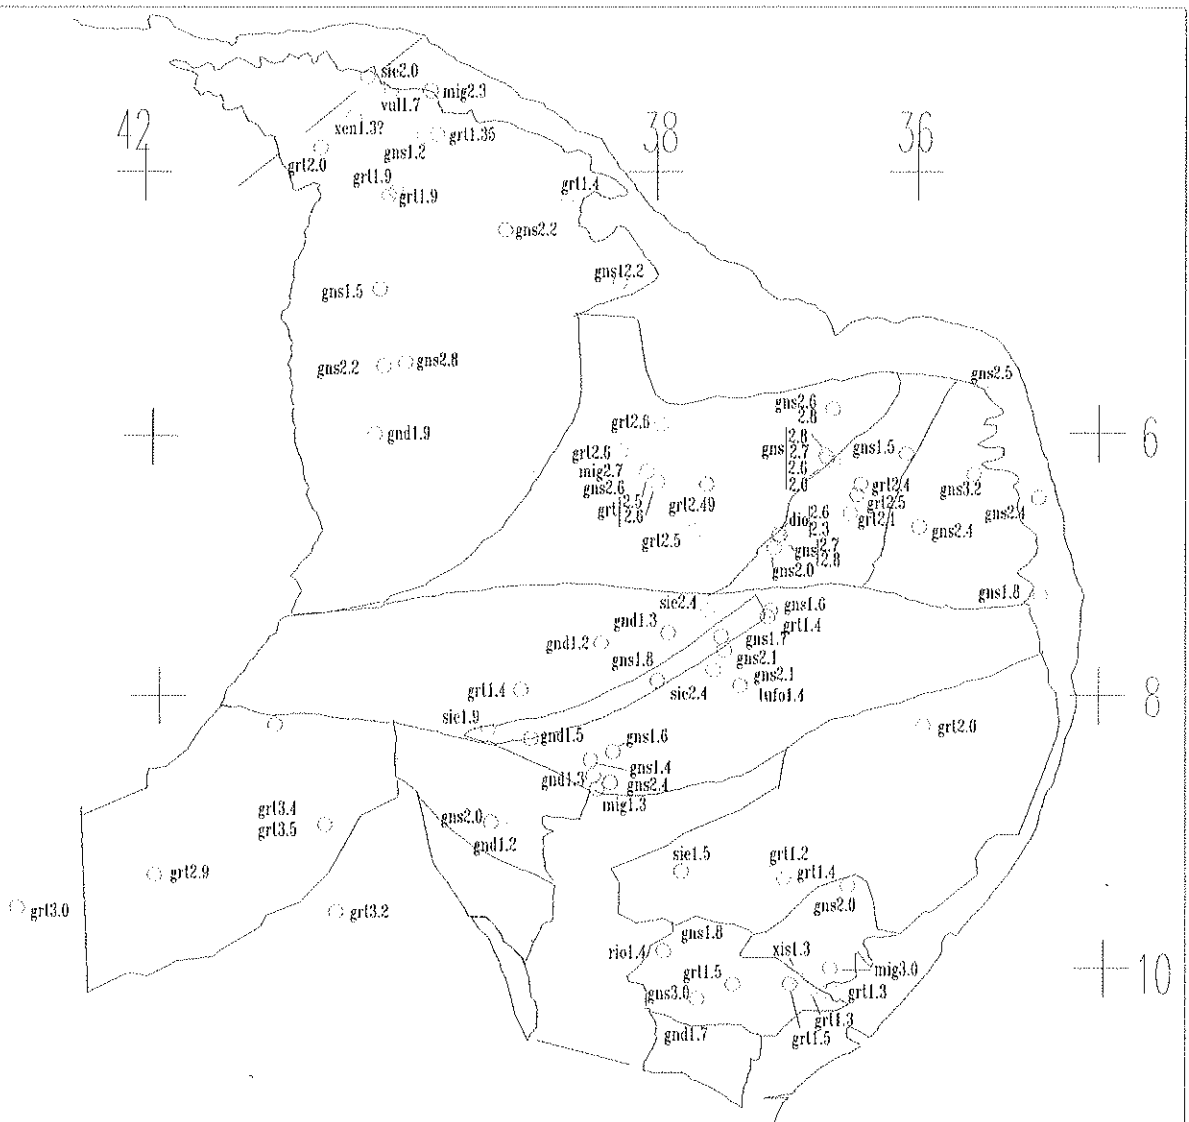 sie2.0
vul1.7
mig2.3
42
xen1.3?
38
36
gns1.2
grt1.35
grt2.0
grt1.9
grt1.9
grt1.4
gns2.2
gnst2.2
gns1.5
gns2.2
gns2.8
gns2.5
gns2.6
2.8
grt2.6
gnd1.9
6
gns
2.8
2.7
2.6
2.0
gns1.5
grt2.6
mig2.7
gns2.6
grt
2.5
2.6
grt2.49
grt2.4
grt2.5
grt2.1
gns3.2
gns2.4
dio
2.6
2.3
gns2.4
grt2.5
gns
2.7
2.8
gns2.0
gns1.8
sie2.4
gns1.6
grt1.4
gnd1.3
gnd1.2
gns1.7
gns1.8
gns2.1
gns2.1
tufo1.4
grt1.4
sie2.4
8
sie1.9
gnd1.5
grt2.0
gns1.6
gns1.4
gnd1.3
gns2.4
mig1.3
grt3.4
grt3.5
gns2.0
gnd1.2
sie1.5
grt1.2
grt1.4
grt2.9
gns2.0
grt3.0
grt3.2
gns1.8
rio1.4
xis1.3
mig3.0
10
grt1.5
gns3.0
grt1.3
grt1.3
gnd1.7
grt1.5